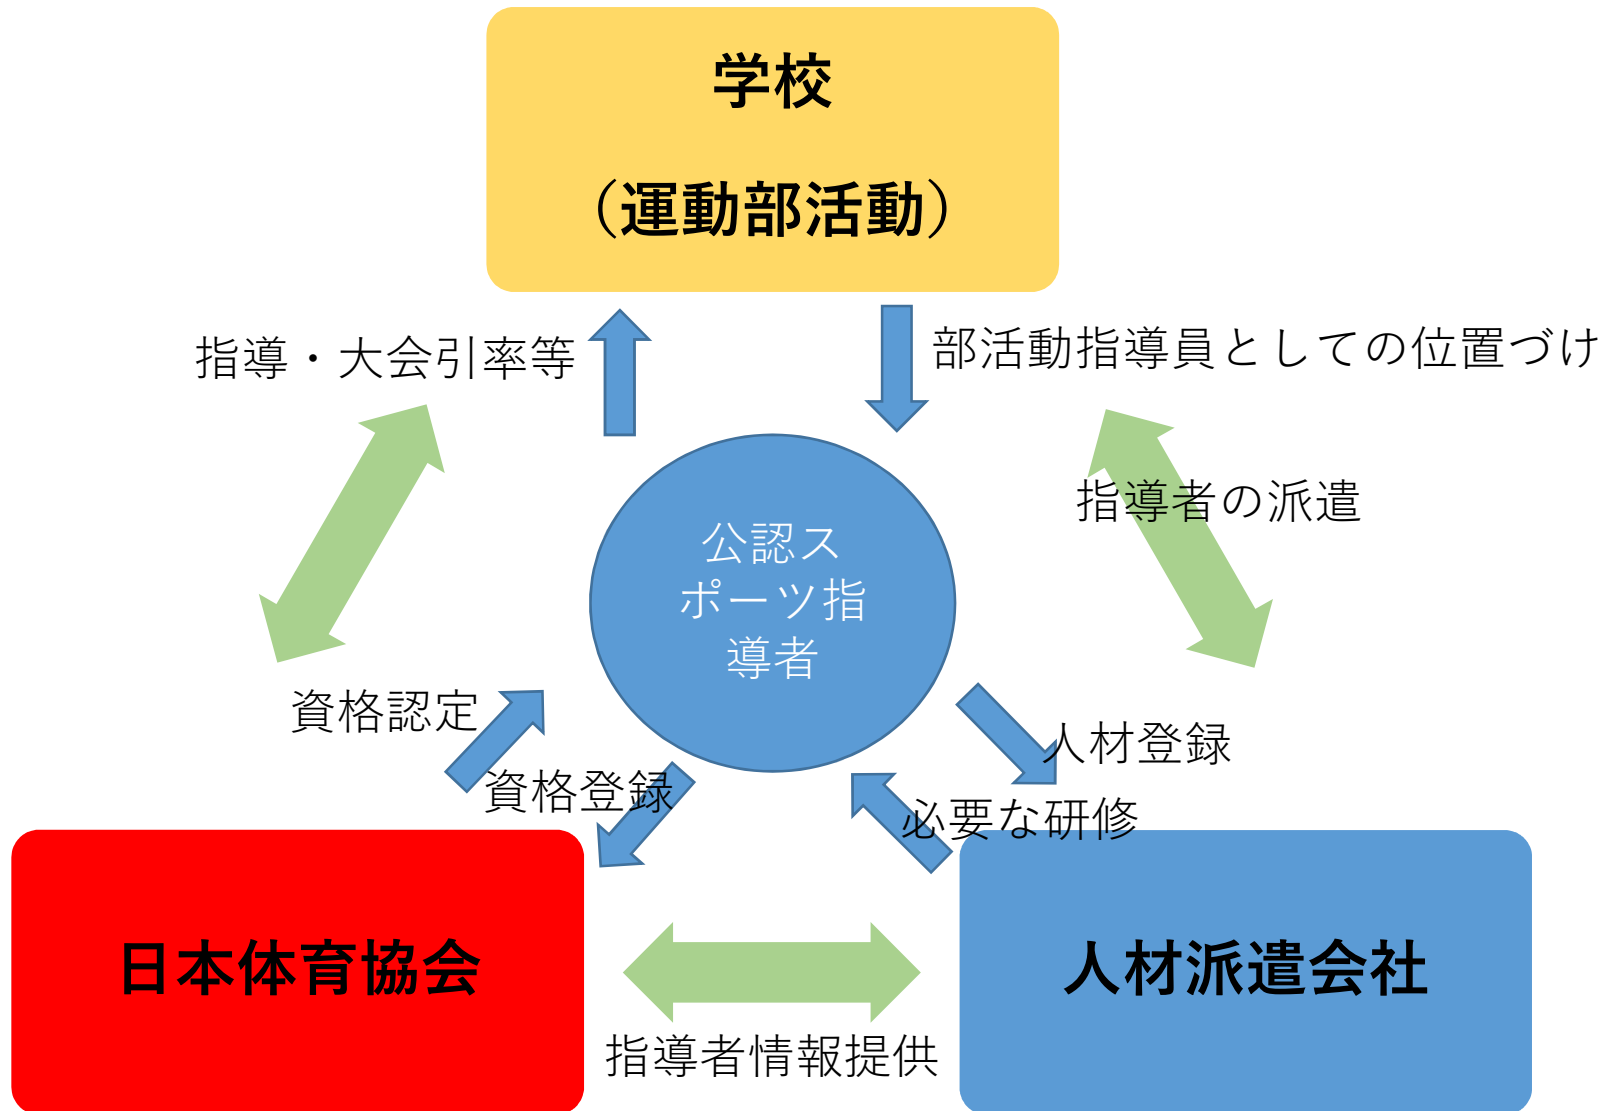 学校
（運動部活動）
指導・大会引率等
部活動指導員としての位置づけ
指導者の派遣
公認ス
ポーツ指
導者
資格認定
資格登録
人材登録
必要な研修
日本体育協会
人材派遣会社
指導者情報提供